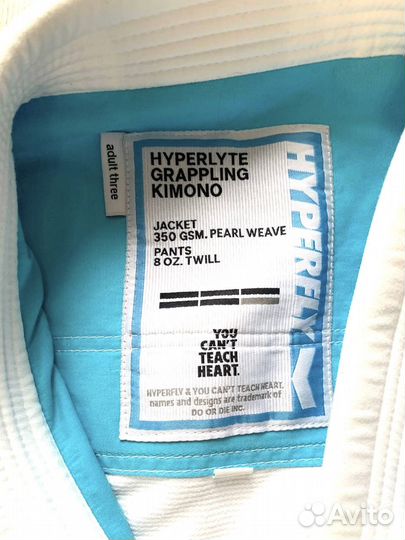 adult three
HYPERLYTE
GRAPPLING
KIMONO
JACKET
350 GSM. PEARL WEAVE
PANTS
8 OZ. TWILL
YOU
CAN'T
TEACH
HEART.
HYPERFLY & YOU CAN'T TEACH HEART.
names and designs are trademark of
DO OR DIE INC.
HYPERFLY
Avito